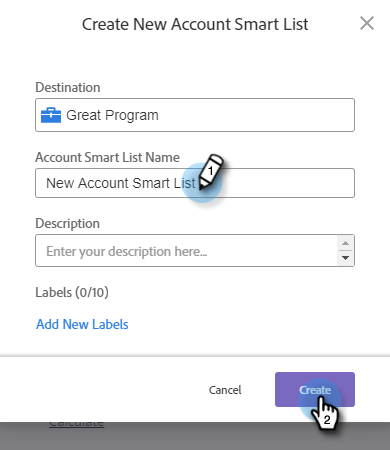 Create New Account Smart List
Destination
Great Program
Account Smart List Name
New Account Smart List
1
Description
Enter your description here...
Labels (0/10)
Add New Labels
Cancel
Create
2
Calculate